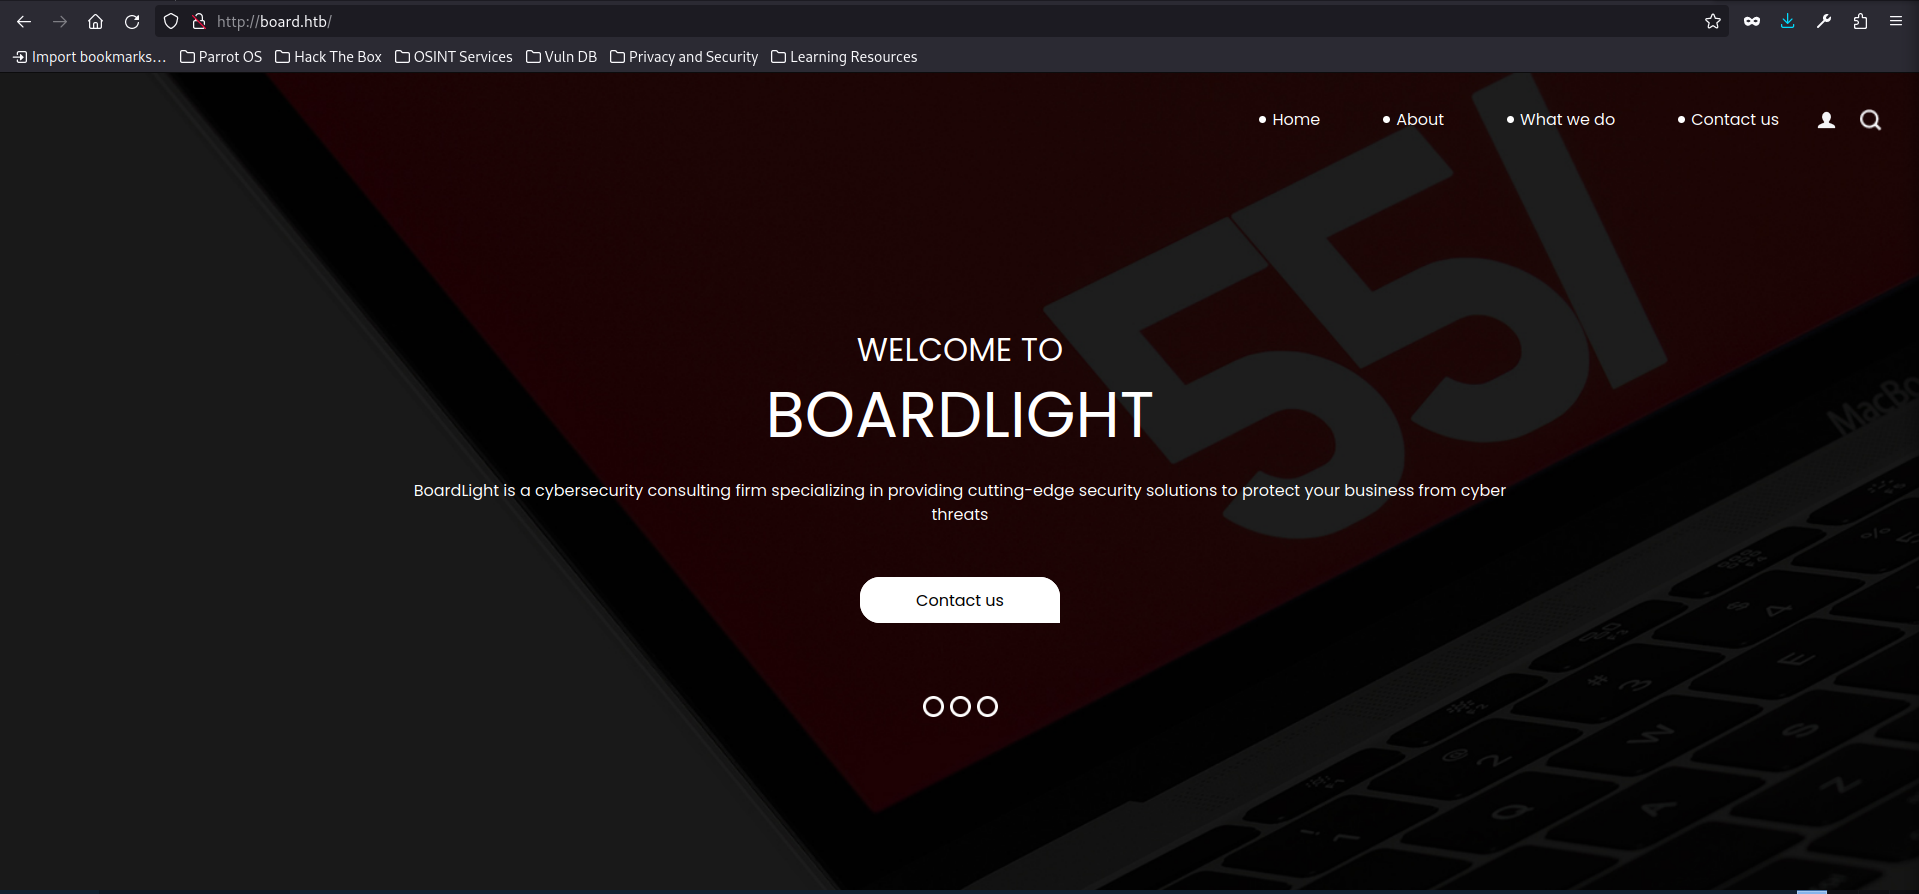 http://board.htb/
Import bookmarks... Parrot OS Hack The Box OSINT Services Vuln DB Privacy and Security Learning Resources
Home About What we do Contact us
55/
MacBo
WELCOME TO
BOARDLIGHT
BoardLight is a cybersecurity consulting firm specializing in providing cutting-edge security solutions to protect your business from cyber
threats
Contact us